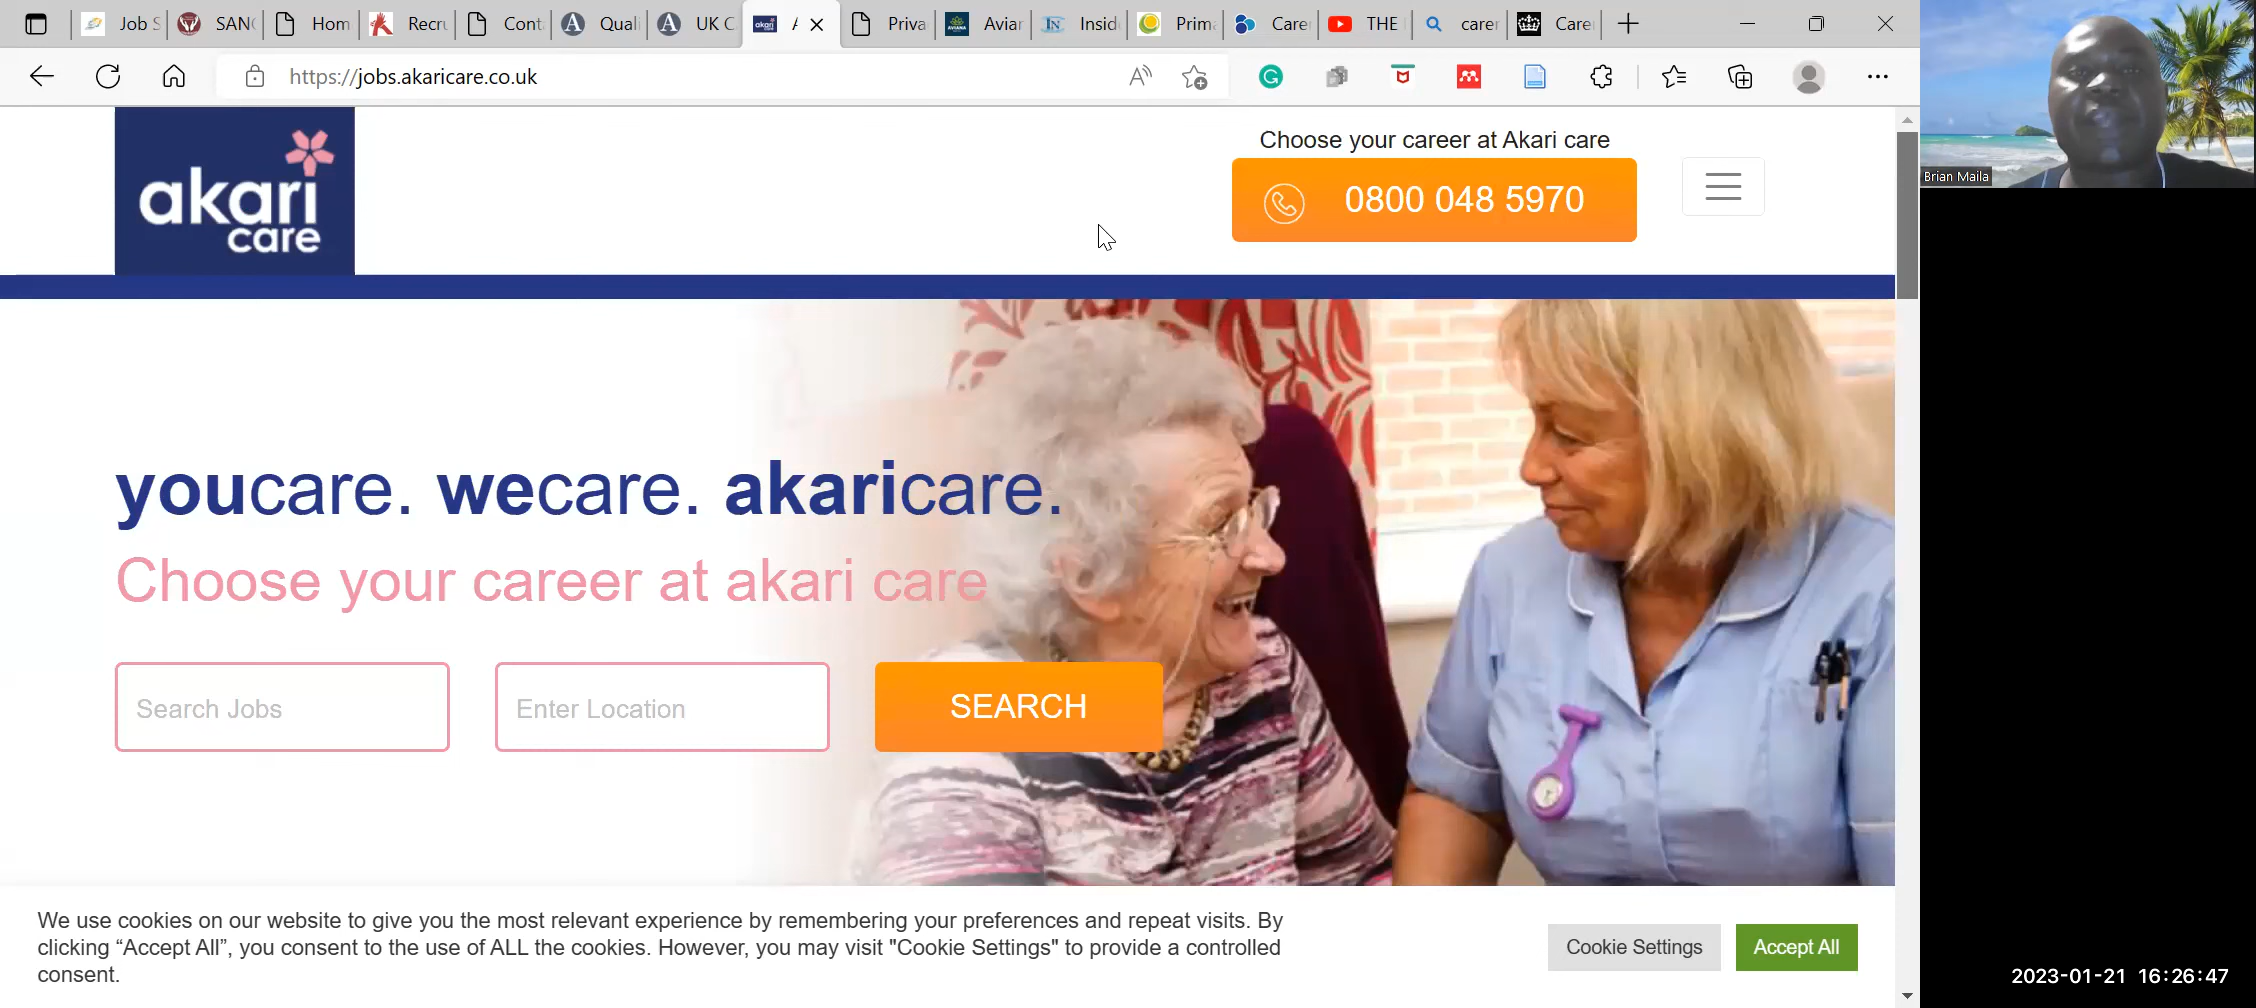 Job S
SANC
Hom
Recru
Cont
Quali
UK C
Priva
Aviar
Insid
Prima
Care
THE
carer
Care
https://jobs.akaricare.co.uk
Brian Maila
akari
care
Choose your career at Akari care
0800 048 5970
youcare. wecare. akaricare.
Choose your career at akari care
Search Jobs
Enter Location
SEARCH
We use cookies on our website to give you the most relevant experience by remembering your preferences and repeat visits. By
clicking “Accept All”, you consent to the use of ALL the cookies. However, you may visit "Cookie Settings" to provide a controlled
consent.
Cookie Settings
Accept All
2023-01-21 16:26:47